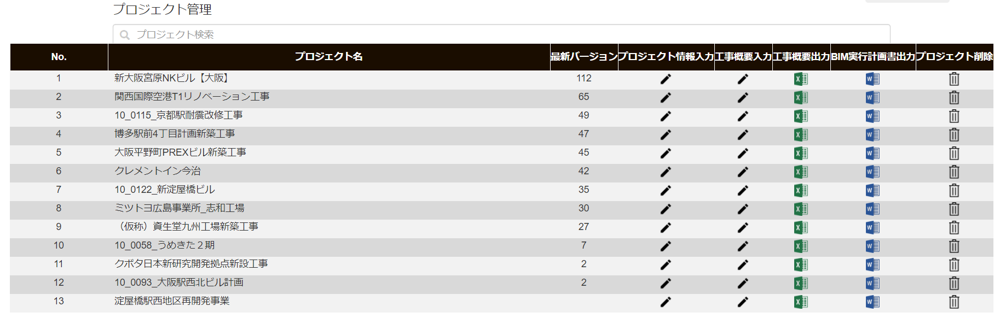 プロジェクト管理
プロジェクト検索
No. プロジェクト名 最新バージョン プロジェクト情報入力 工事概要入力 工事概要出力 BIM実行計画書出力 プロジェクト削除
1 新大阪宮原NKビル【大阪】 112
2 関西国際空港T1リノベーション工事 65
3 10_0115_京都駅耐震改修工事 49
4 博多駅前4丁目計画新築工事 47
5 大阪平野町PREXビル新築工事 45
6 クレメントイン今治 42
7 10_0122_新淀屋橋ビル 35
8 ミツトヨ広島事業所_志和工場 30
9 （仮称）資生堂九州工場新築工事 27
10 10_0058_うめきた２期 7
11 クボタ日本新研究開発拠点新設工事 2
12 10_0093_大阪駅西北ビル計画 2
13 淀屋橋駅西地区再開発事業